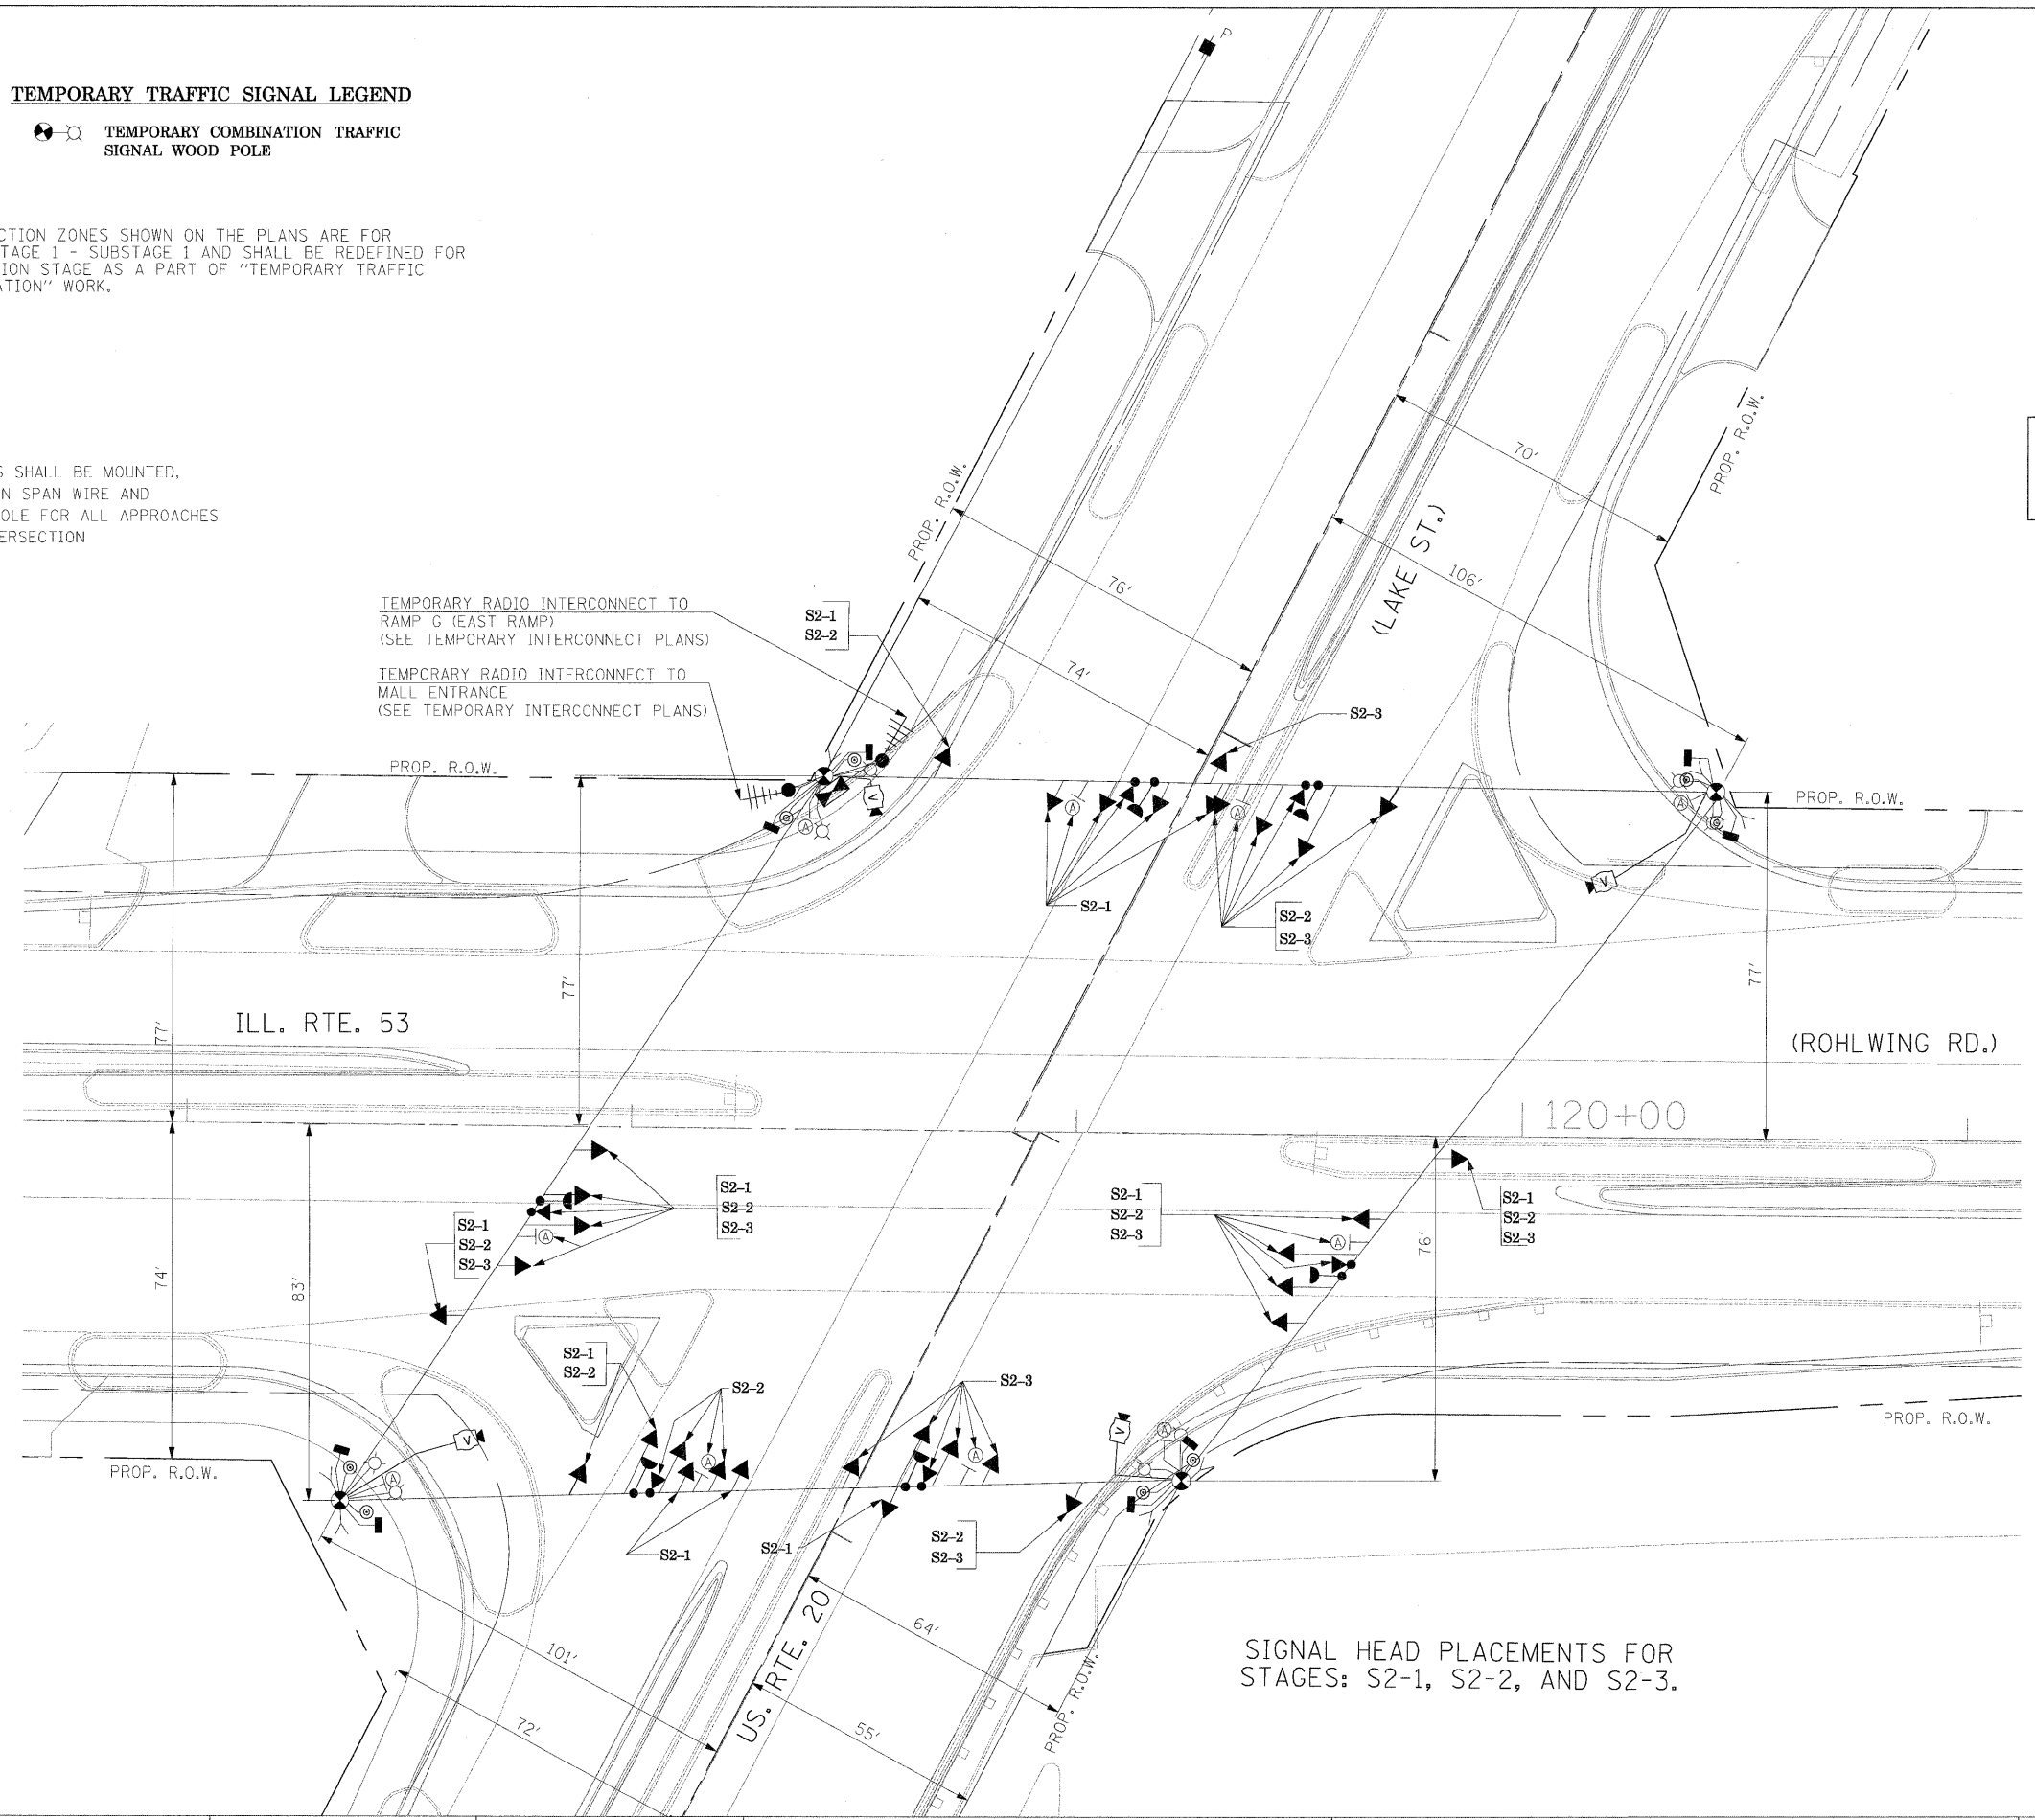 TEMPORARY TRAFFIC SIGNAL LEGEND
TEMPORARY COMBINATION TRAFFIC
SIGNAL WOOD POLE
CTION ZONES SHOWN ON THE PLANS ARE FOR
TAGE 1 - SUBSTAGE 1 AND SHALL BE REDEFINED FOR
ION STAGE AS A PART OF "TEMPORARY TRAFFIC
ATION" WORK.
S SHALL BE MOUNTED,
N SPAN WIRE AND
OLE FOR ALL APPROACHES
ERSECTION
P
TEMPORARY RADIO INTERCONNECT TO
RAMP G (EAST RAMP)
(SEE TEMPORARY INTERCONNECT PLANS)
TEMPORARY RADIO INTERCONNECT TO
MALL ENTRANCE
(SEE TEMPORARY INTERCONNECT PLANS)
S2-1
S2-2
PROP. R.O.W.
PROP. R.O.W.
70'
76'
106'
74'
(LAKE ST.)
S2-3
PROP. R.O.W.
PROP. R.O.W.
V
A
A
A
A
V
S2-1
S2-2
S2-3
77'
77'
77'
ILL. RTE. 53
(ROHLWING RD.)
120+00
S2-1
S2-2
S2-3
S2-1
S2-2
S2-3
A
S2-1
S2-2
S2-3
A
S2-1
S2-2
S2-3
74'
83'
76'
S2-1
S2-2
S2-2
S2-3
PROP. R.O.W.
PROP. R.O.W.
V
A
A
A
V
A
S2-1
S2-1
S2-2
S2-3
101'
72'
US. RTE. 20
64'
55'
PROP. R.O.W.
SIGNAL HEAD PLACEMENTS FOR
STAGES: S2-1, S2-2, AND S2-3.